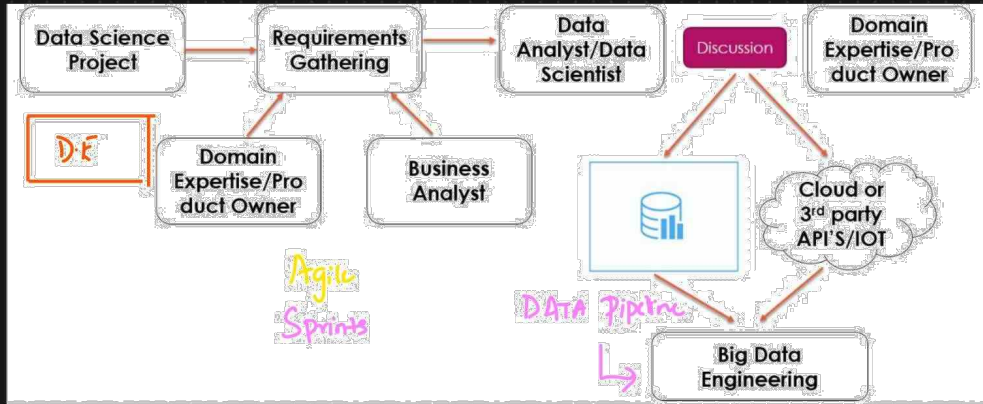 Data Science
Project
Requirements
Gathering
Data
Analyst/Data
Scientist
Discussion
Domain
Expertise/Pro
duct Owner
D.E
Domain
Expertise/Pro
duct Owner
Business
Analyst
Cloud or
3rd party
API'S/IOT
Agile
Sprints
DATA Pipeline
Big Data
Engineering